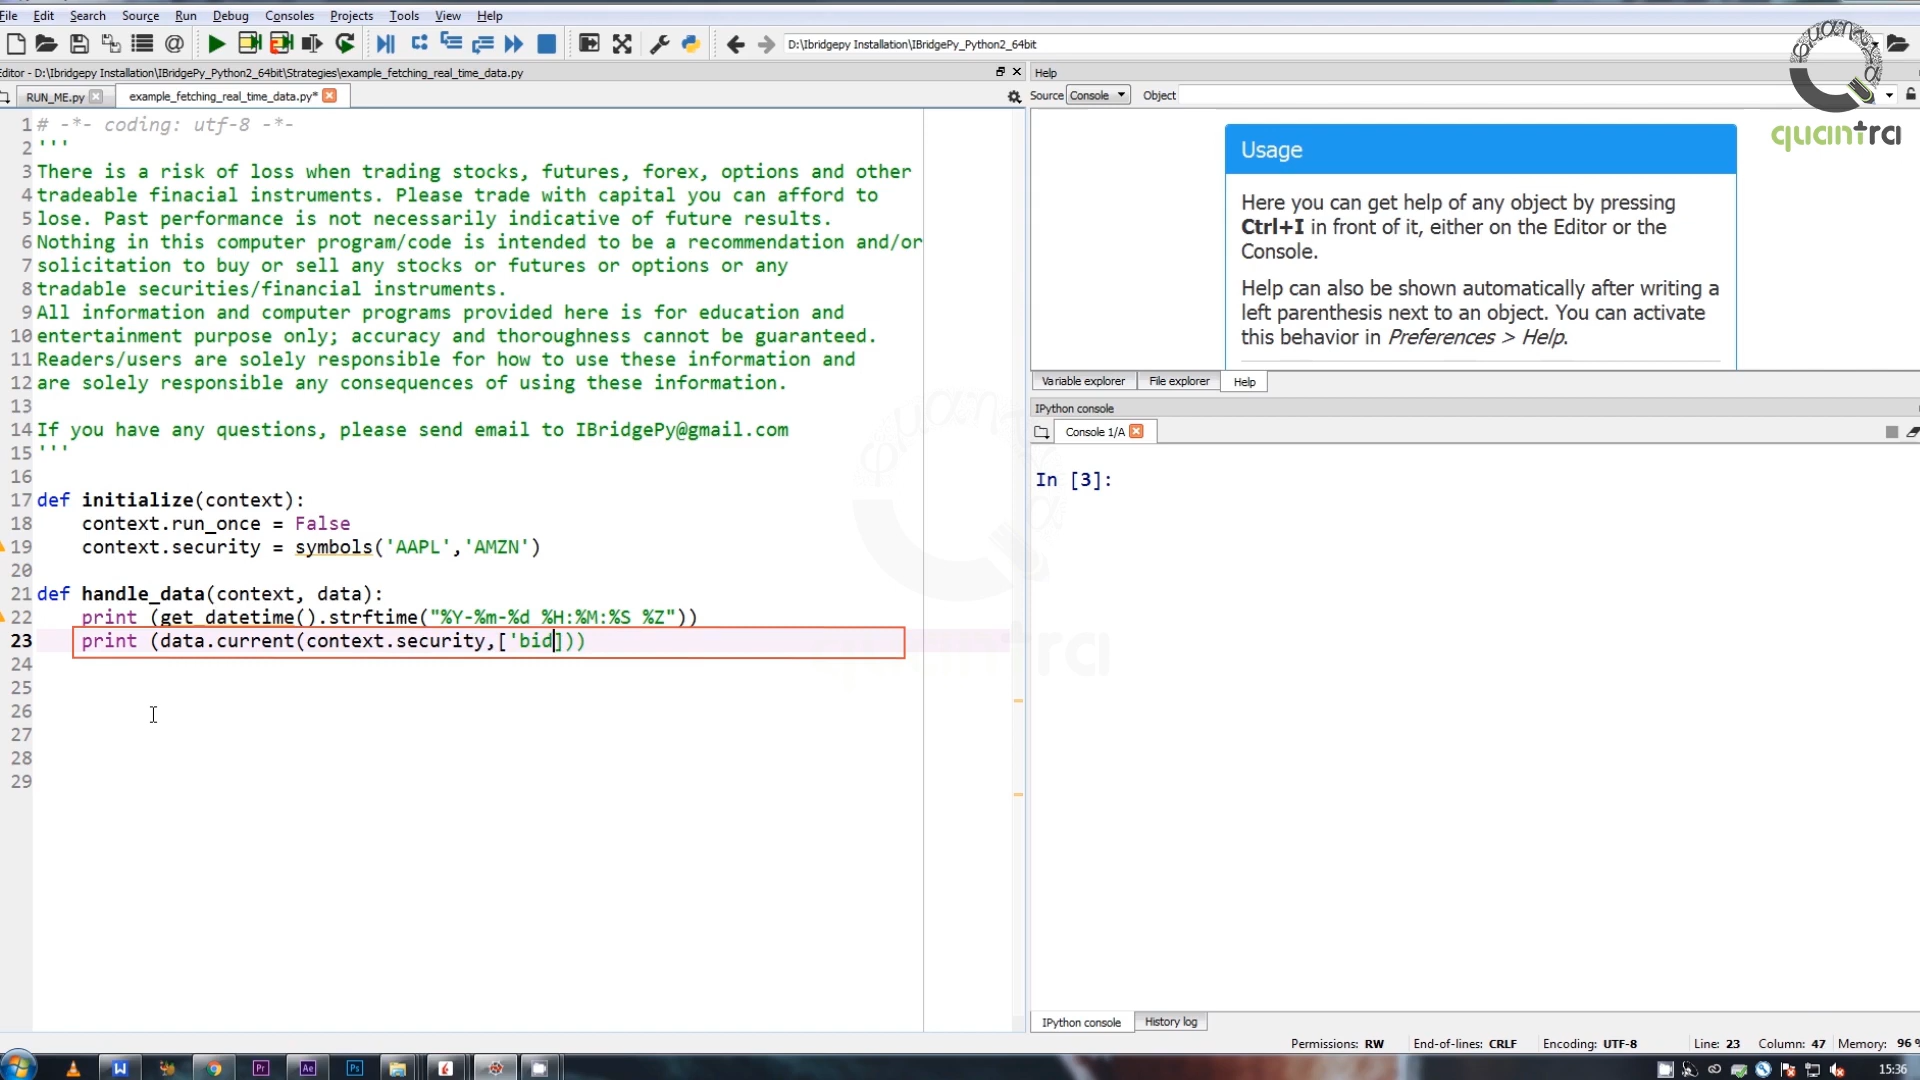 File Edit Search Source Run Debug Consoles Projects Tools View Help
D:\Ibridgepy Installation\IBridgePy_Python2_64bit
Editor - D:\Ibridgepy Installation\IBridgePy_Python2_64bit\Strategies\example_fetching_real_time_data.py
RUN_ME.py
example_fetching_real_time_data.py*
1 # -*- coding: utf-8 -*-
2 '''
3 There is a risk of loss when trading stocks, futures, forex, options and other
4 tradeable finacial instruments. Please trade with capital you can afford to
5 lose. Past performance is not necessarily indicative of future results.
6 Nothing in this computer program/code is intended to be a recommendation and/or
7 solicitation to buy or sell any stocks or futures or options or any
8 tradable securities/financial instruments.
9 All information and computer programs provided here is for education and
10 entertainment purpose only; accuracy and thoroughness cannot be guaranteed.
11 Readers/users are solely responsible for how to use these information and
12 are solely responsible any consequences of using these information.
13
14 If you have any questions, please send email to IBridgePy@gmail.com
15 '''
16
17 def initialize(context):
18 context.run_once = False
19 context.security = symbols('AAPL','AMZN')
20
21 def handle_data(context, data):
22 print (get_datetime().strftime("%Y-%m-%d %H:%M:%S %Z"))
23 print (data.current(context.security,['bid]))
24
25
26
27
28
29
Help
Source Console Object
quantra
Usage
Here you can get help of any object by pressing
Ctrl+I in front of it, either on the Editor or the
Console.
Help can also be shown automatically after writing a
left parenthesis next to an object. You can activate
this behavior in Preferences > Help.
Variable explorer File explorer Help
IPython console
Console 1/A
In [3]:
IPython console History log
Permissions: RW End-of-lines: CRLF Encoding: UTF-8 Line: 23 Column: 47 Memory: 96 %
15:36